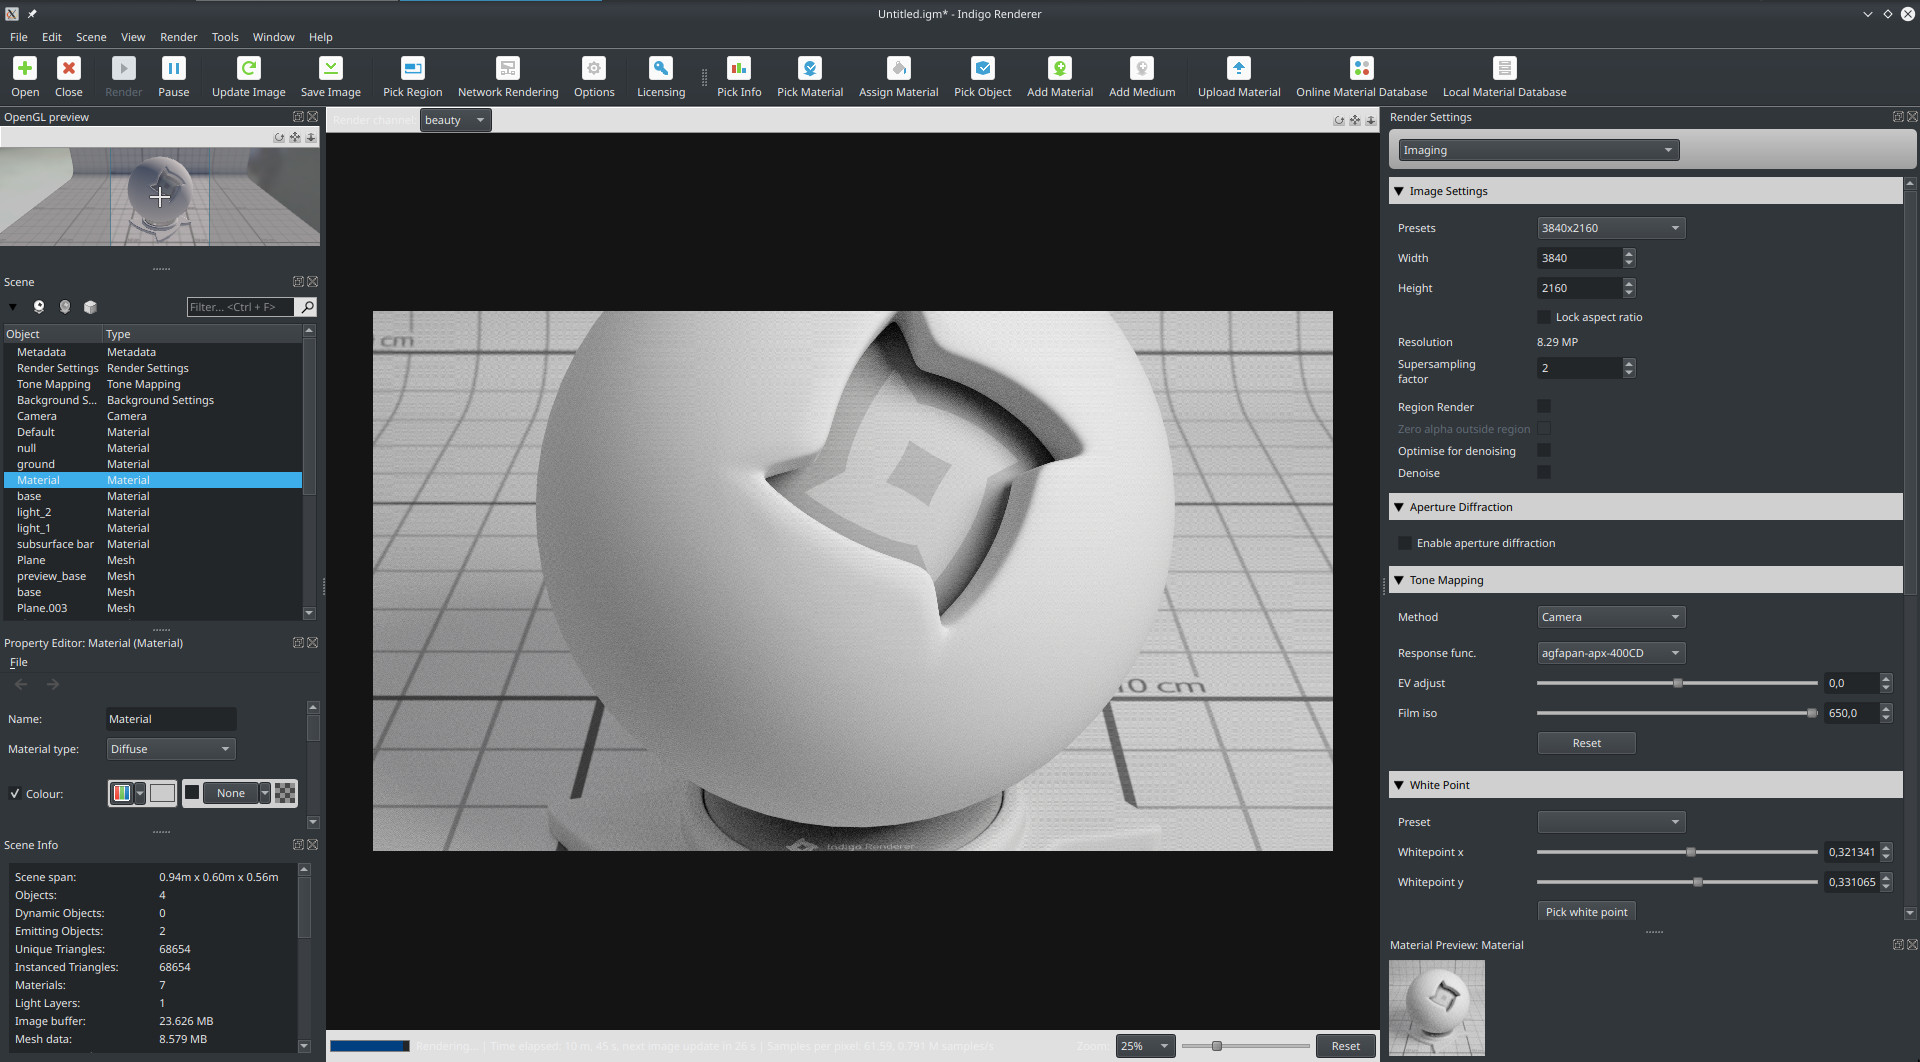 Untitled.igm* - Indigo Renderer
File Edit Scene View Render Tools Window Help
Open Close Render Pause Update Image Save Image Pick Region Network Rendering Options Licensing Pick Info Pick Material Assign Material Pick Object Add Material Add Medium Upload Material Online Material Database Local Material Database
OpenGL preview
Scene
Filter... <Ctrl + F>
Object Type
Metadata Metadata
Render Settings Render Settings
Tone Mapping Tone Mapping
Background S... Background Settings
Camera Camera
Default Material
null Material
ground Material
Material Material
base Material
light_2 Material
light_1 Material
subsurface bar Material
Plane Mesh
preview_base Mesh
base Mesh
Plane.003 Mesh
Property Editor: Material (Material)
File
Name: Material
Material type: Diffuse
Colour: None
Scene Info
Scene span: 0.94m x 0.60m x 0.56m
Objects: 4
Dynamic Objects: 0
Emitting Objects: 2
Unique Triangles: 68654
Instanced Triangles: 68654
Materials: 7
Light Layers: 1
Image buffer: 23.626 MB
Mesh data: 8.579 MB
Render channel: beauty
cm
0 cm
Indigo Renderer
Rendering... | Time elapsed: 10 m, 45 s, next image update in 26 s | Samples per pixel: 61.59, 0.791 M samples/s
Zoom: 25% Reset
Render Settings
Imaging
Image Settings
Presets 3840x2160
Width 3840
Height 2160
Lock aspect ratio
Resolution 8.29 MP
Supersampling factor 2
Region Render
Zero alpha outside region
Optimise for denoising
Denoise
Aperture Diffraction
Enable aperture diffraction
Tone Mapping
Method Camera
Response func. agfapan-apx-400CD
EV adjust 0,0
Film iso 650,0
Reset
White Point
Preset
Whitepoint x 0,321341
Whitepoint y 0,331065
Pick white point
Material Preview: Material